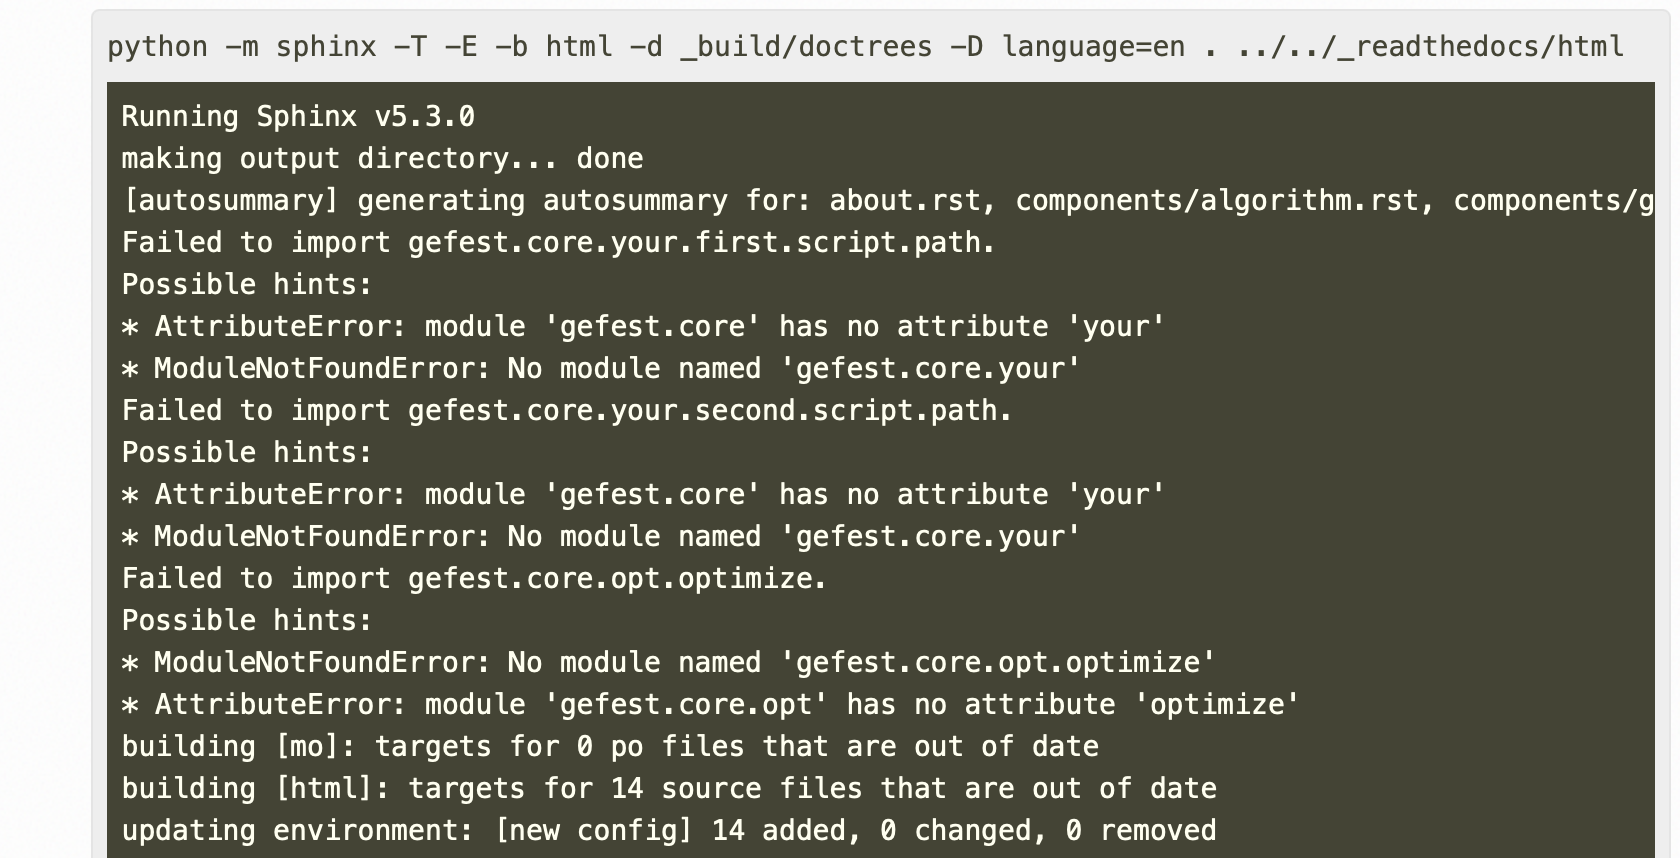 python -m sphinx -T -E -b html -d _build/doctrees -D language=en . ../../_readthedocs/html
Running Sphinx v5.3.0
making output directory... done
[autosummary] generating autosummary for: about.rst, components/algorithm.rst, components/g
Failed to import gefest.core.your.first.script.path.
Possible hints:
* AttributeError: module 'gefest.core' has no attribute 'your'
* ModuleNotFoundError: No module named 'gefest.core.your'
Failed to import gefest.core.your.second.script.path.
Possible hints:
* AttributeError: module 'gefest.core' has no attribute 'your'
* ModuleNotFoundError: No module named 'gefest.core.your'
Failed to import gefest.core.opt.optimize.
Possible hints:
* ModuleNotFoundError: No module named 'gefest.core.opt.optimize'
* AttributeError: module 'gefest.core.opt' has no attribute 'optimize'
building [mo]: targets for 0 po files that are out of date
building [html]: targets for 14 source files that are out of date
updating environment: [new config] 14 added, 0 changed, 0 removed